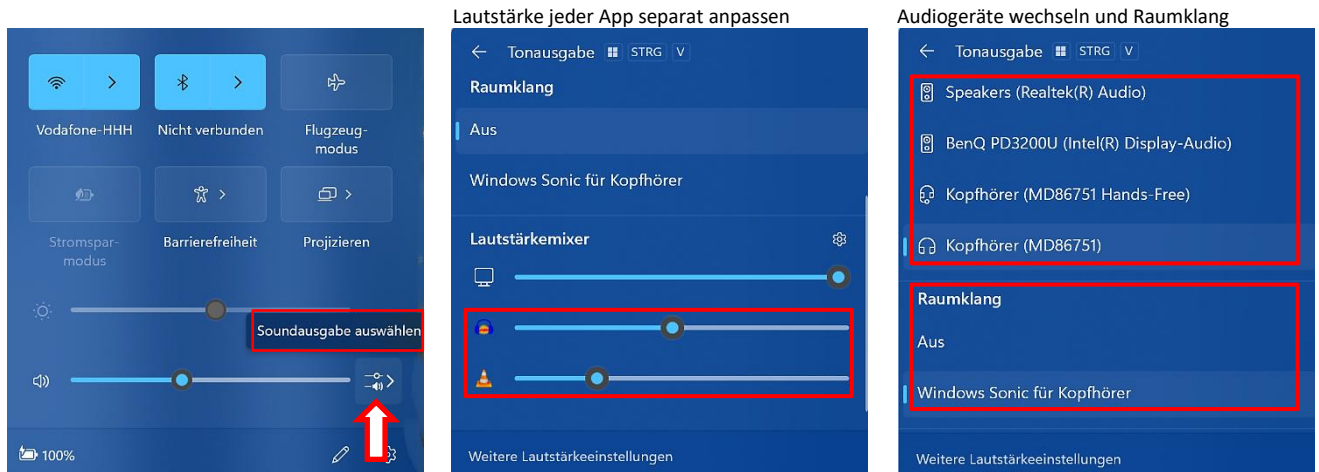 Lautstärke jeder App separat anpassen
Audiogeräte wechseln und Raumklang
Vodafone-HHH
Nicht verbunden
Flugzeug-
modus
Stromspar-
modus
Barrierefreiheit
Projizieren
Soundausgabe auswählen
100%
Tonausgabe STRG V
Raumklang
Aus
Windows Sonic für Kopfhörer
Lautstärkemixer
Weitere Lautstärkeeinstellungen
Tonausgabe STRG V
Speakers (Realtek(R) Audio)
BenQ PD3200U (Intel(R) Display-Audio)
Kopfhörer (MD86751 Hands-Free)
Kopfhörer (MD86751)
Raumklang
Aus
Windows Sonic für Kopfhörer
Weitere Lautstärkeeinstellungen